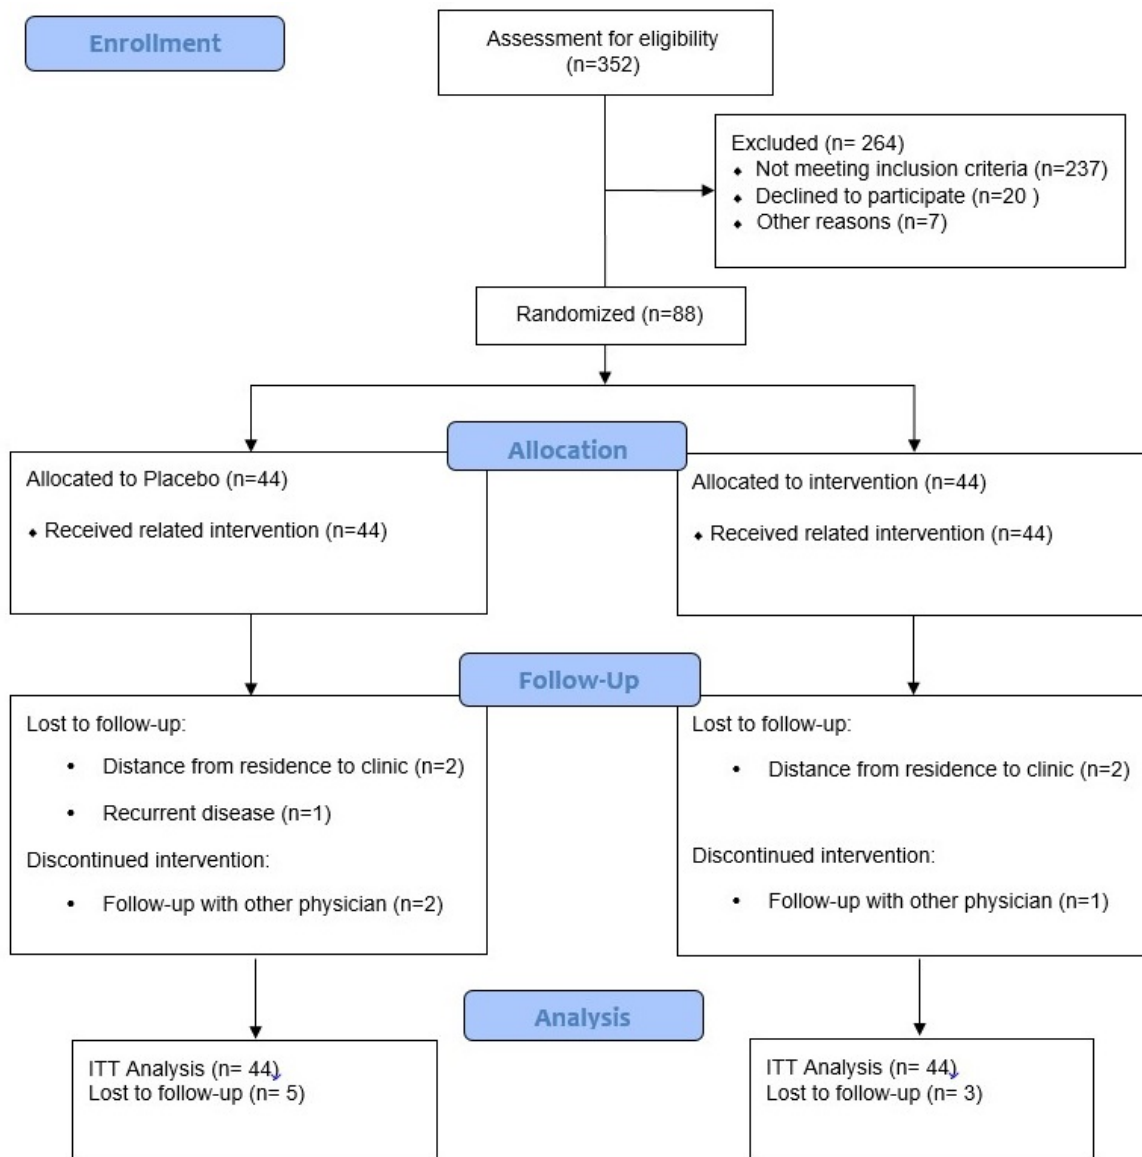 Enrollment
Assessment for eligibility
(n=352)
Excluded (n= 264)
⬥ Not meeting inclusion criteria (n=237)
⬥ Declined to participate (n=20 )
⬥ Other reasons (n=7)
Randomized (n=88)
Allocation
Allocated to Placebo (n=44)
⬥ Received related intervention (n=44)
Allocated to intervention (n=44)
⬥ Received related intervention (n=44)
Follow-Up
Lost to follow-up:
• Distance from residence to clinic (n=2)
• Recurrent disease (n=1)
Discontinued intervention:
• Follow-up with other physician (n=2)
Lost to follow-up:
• Distance from residence to clinic (n=2)
Discontinued intervention:
• Follow-up with other physician (n=1)
Analysis
ITT Analysis (n= 44)
Lost to follow-up (n= 5)
ITT Analysis (n= 44)
Lost to follow-up (n= 3)